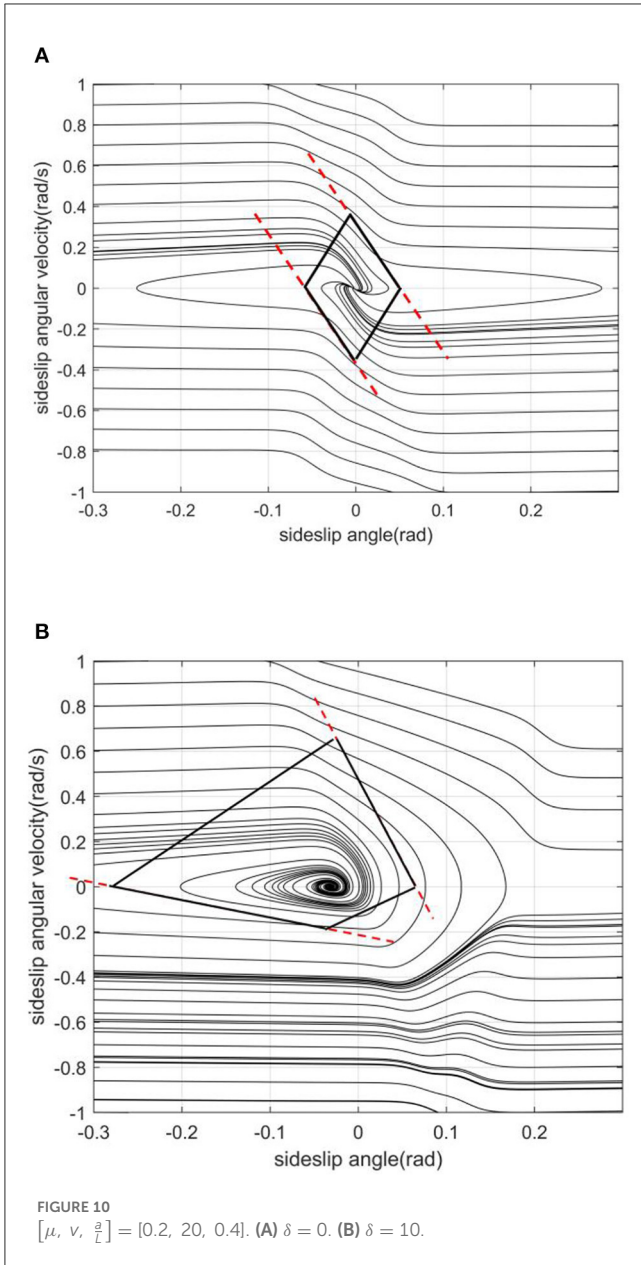 A
1
0.8
0.6
0.4
0.2
0
-0.2
-0.4
-0.6
-0.8
-1
-0.3 -0.2 -0.1 0 0.1 0.2
sideslip angular velocity(rad/s)
sideslip angle(rad)
B
1
0.8
0.6
0.4
0.2
0
-0.2
-0.4
-0.6
-0.8
-1
-0.3 -0.2 -0.1 0 0.1 0.2
sideslip angular velocity(rad/s)
sideslip angle(rad)
FIGURE 10
[μ, v, a/L] = [0.2, 20, 0.4]. (A) δ = 0. (B) δ = 10.